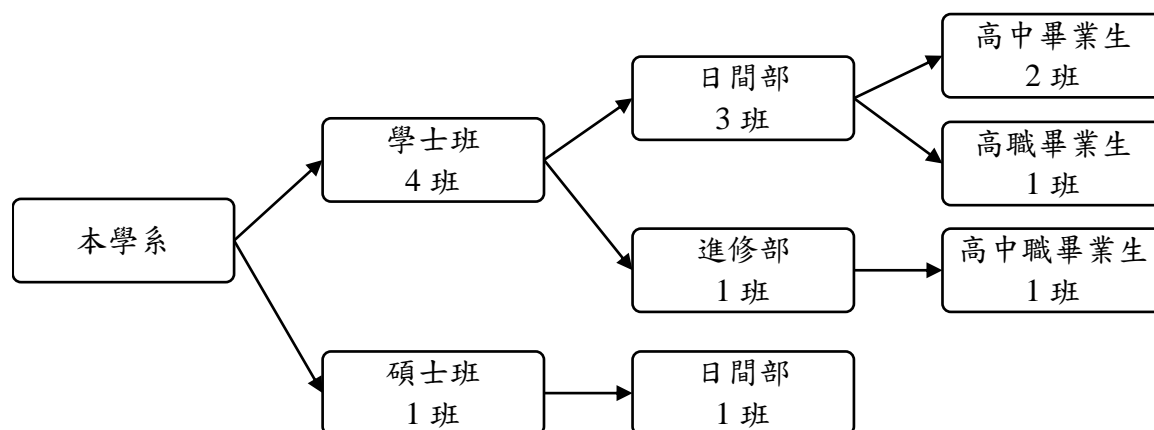 本學系
學士班
4 班
碩士班
1 班
日間部
3 班
進修部
1 班
日間部
1 班
高中畢業生
2 班
高職畢業生
1 班
高中職畢業生
1 班